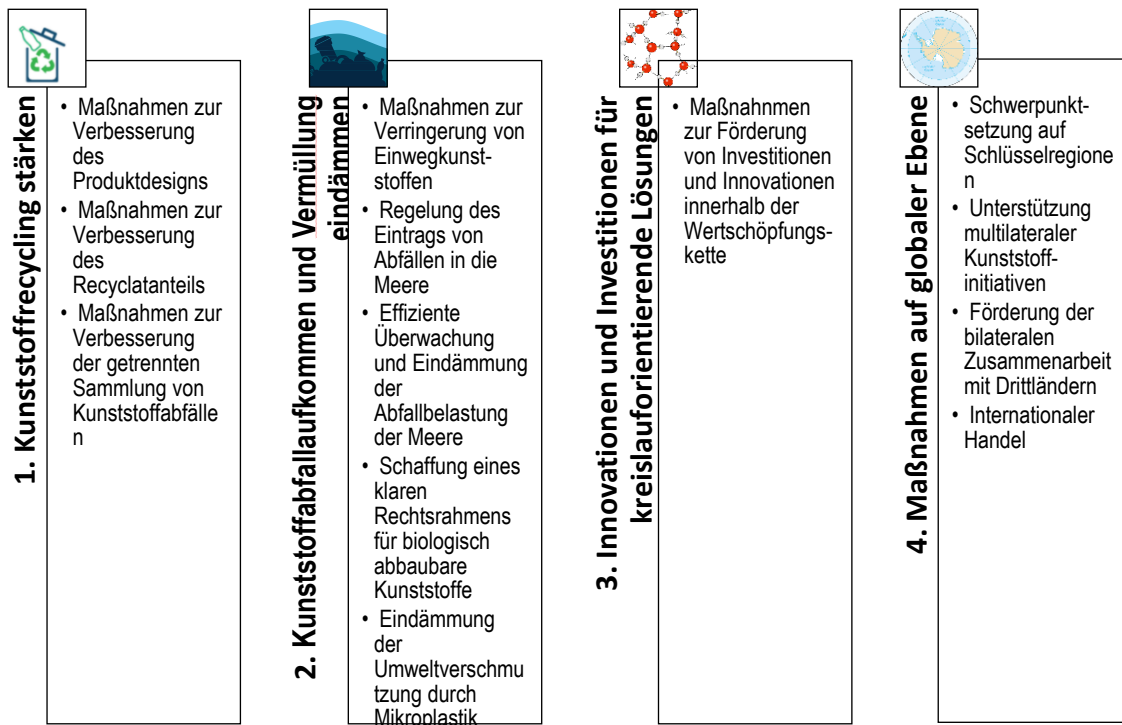 1. Kunststoffrecycling stärken
• Maßnahmen zur
Verbesserung
des
Produktdesigns
• Maßnahmen zur
Verbesserung
des
Recyclatanteils
• Maßnahmen zur
Verbesserung
der getrennten
Sammlung von
Kunststoffabfälle
n
2. Kunststoffabfallaufkommen und Vermüllung
eindämmen
• Maßnahmen zur
Verringerung von
Einwegkunst-
stoffen
• Regelung des
Eintrags von
Abfällen in die
Meere
• Effiziente
Überwachung
und Eindämmung
der
Abfallbelastung
der Meere
• Schaffung eines
klaren
Rechtsrahmens
für biologisch
abbaubare
Kunststoffe
• Eindämmung
der
Umweltverschmu
tzung durch
Mikroplastik
3. Innovationen und Investitionen für
kreislauforientierende Lösungen
• Maßnahnmen
zur Förderung
von Investitionen
und Innovationen
innerhalb der
Wertschöpfungs-
kette
4. Maßnahmen auf globaler Ebene
• Schwerpunkt-
setzung auf
Schlüsselregione
n
• Unterstützung
multilateraler
Kunststoff-
initiativen
• Förderung der
bilateralen
Zusammenarbeit
mit Drittländern
• Internationaler
Handel